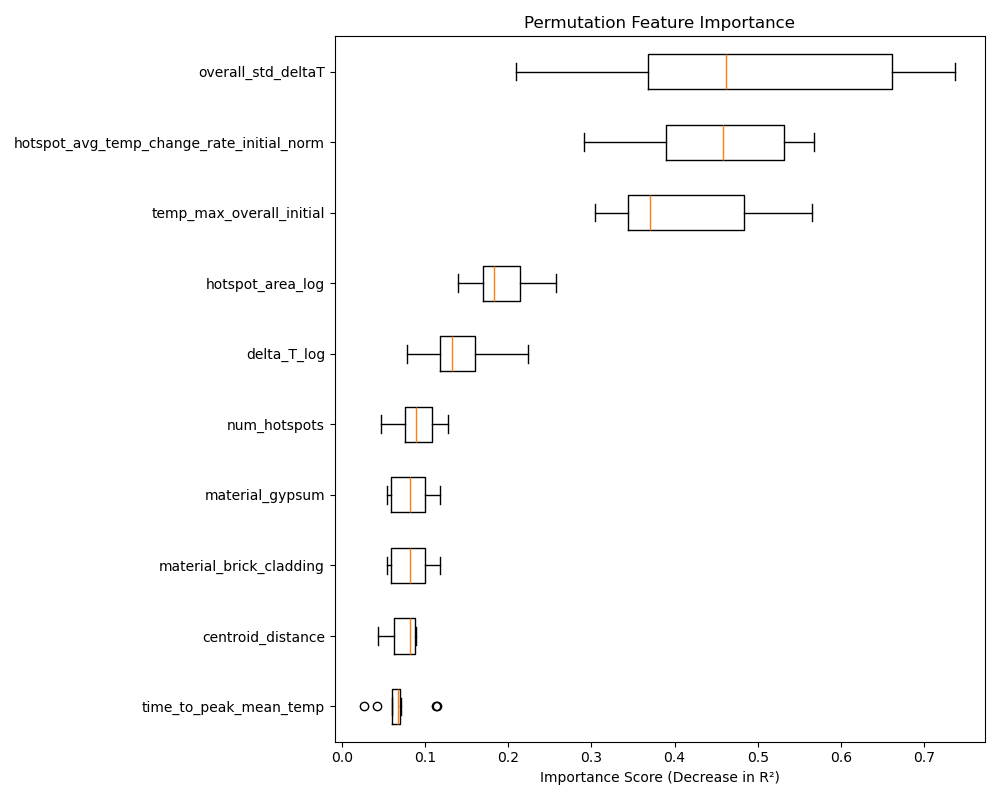 Permutation Feature Importance
overall_std_deltaT
hotspot_avg_temp_change_rate_initial_norm
temp_max_overall_initial
hotspot_area_log
delta_T_log
num_hotspots
material_gypsum
material_brick_cladding
centroid_distance
time_to_peak_mean_temp
0.0 0.1 0.2 0.3 0.4 0.5 0.6 0.7
Importance Score (Decrease in R²)